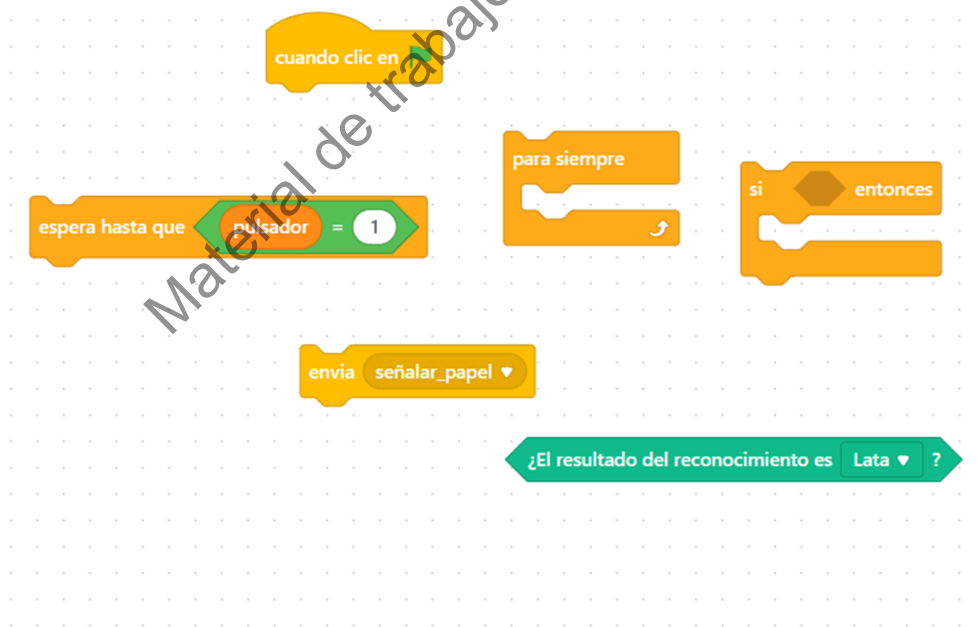 cuando clic en
Material de trabajo
para siempre
si entonces
espera hasta que pulsador = 1
envia señalar_papel
¿El resultado del reconocimiento es Lata ?